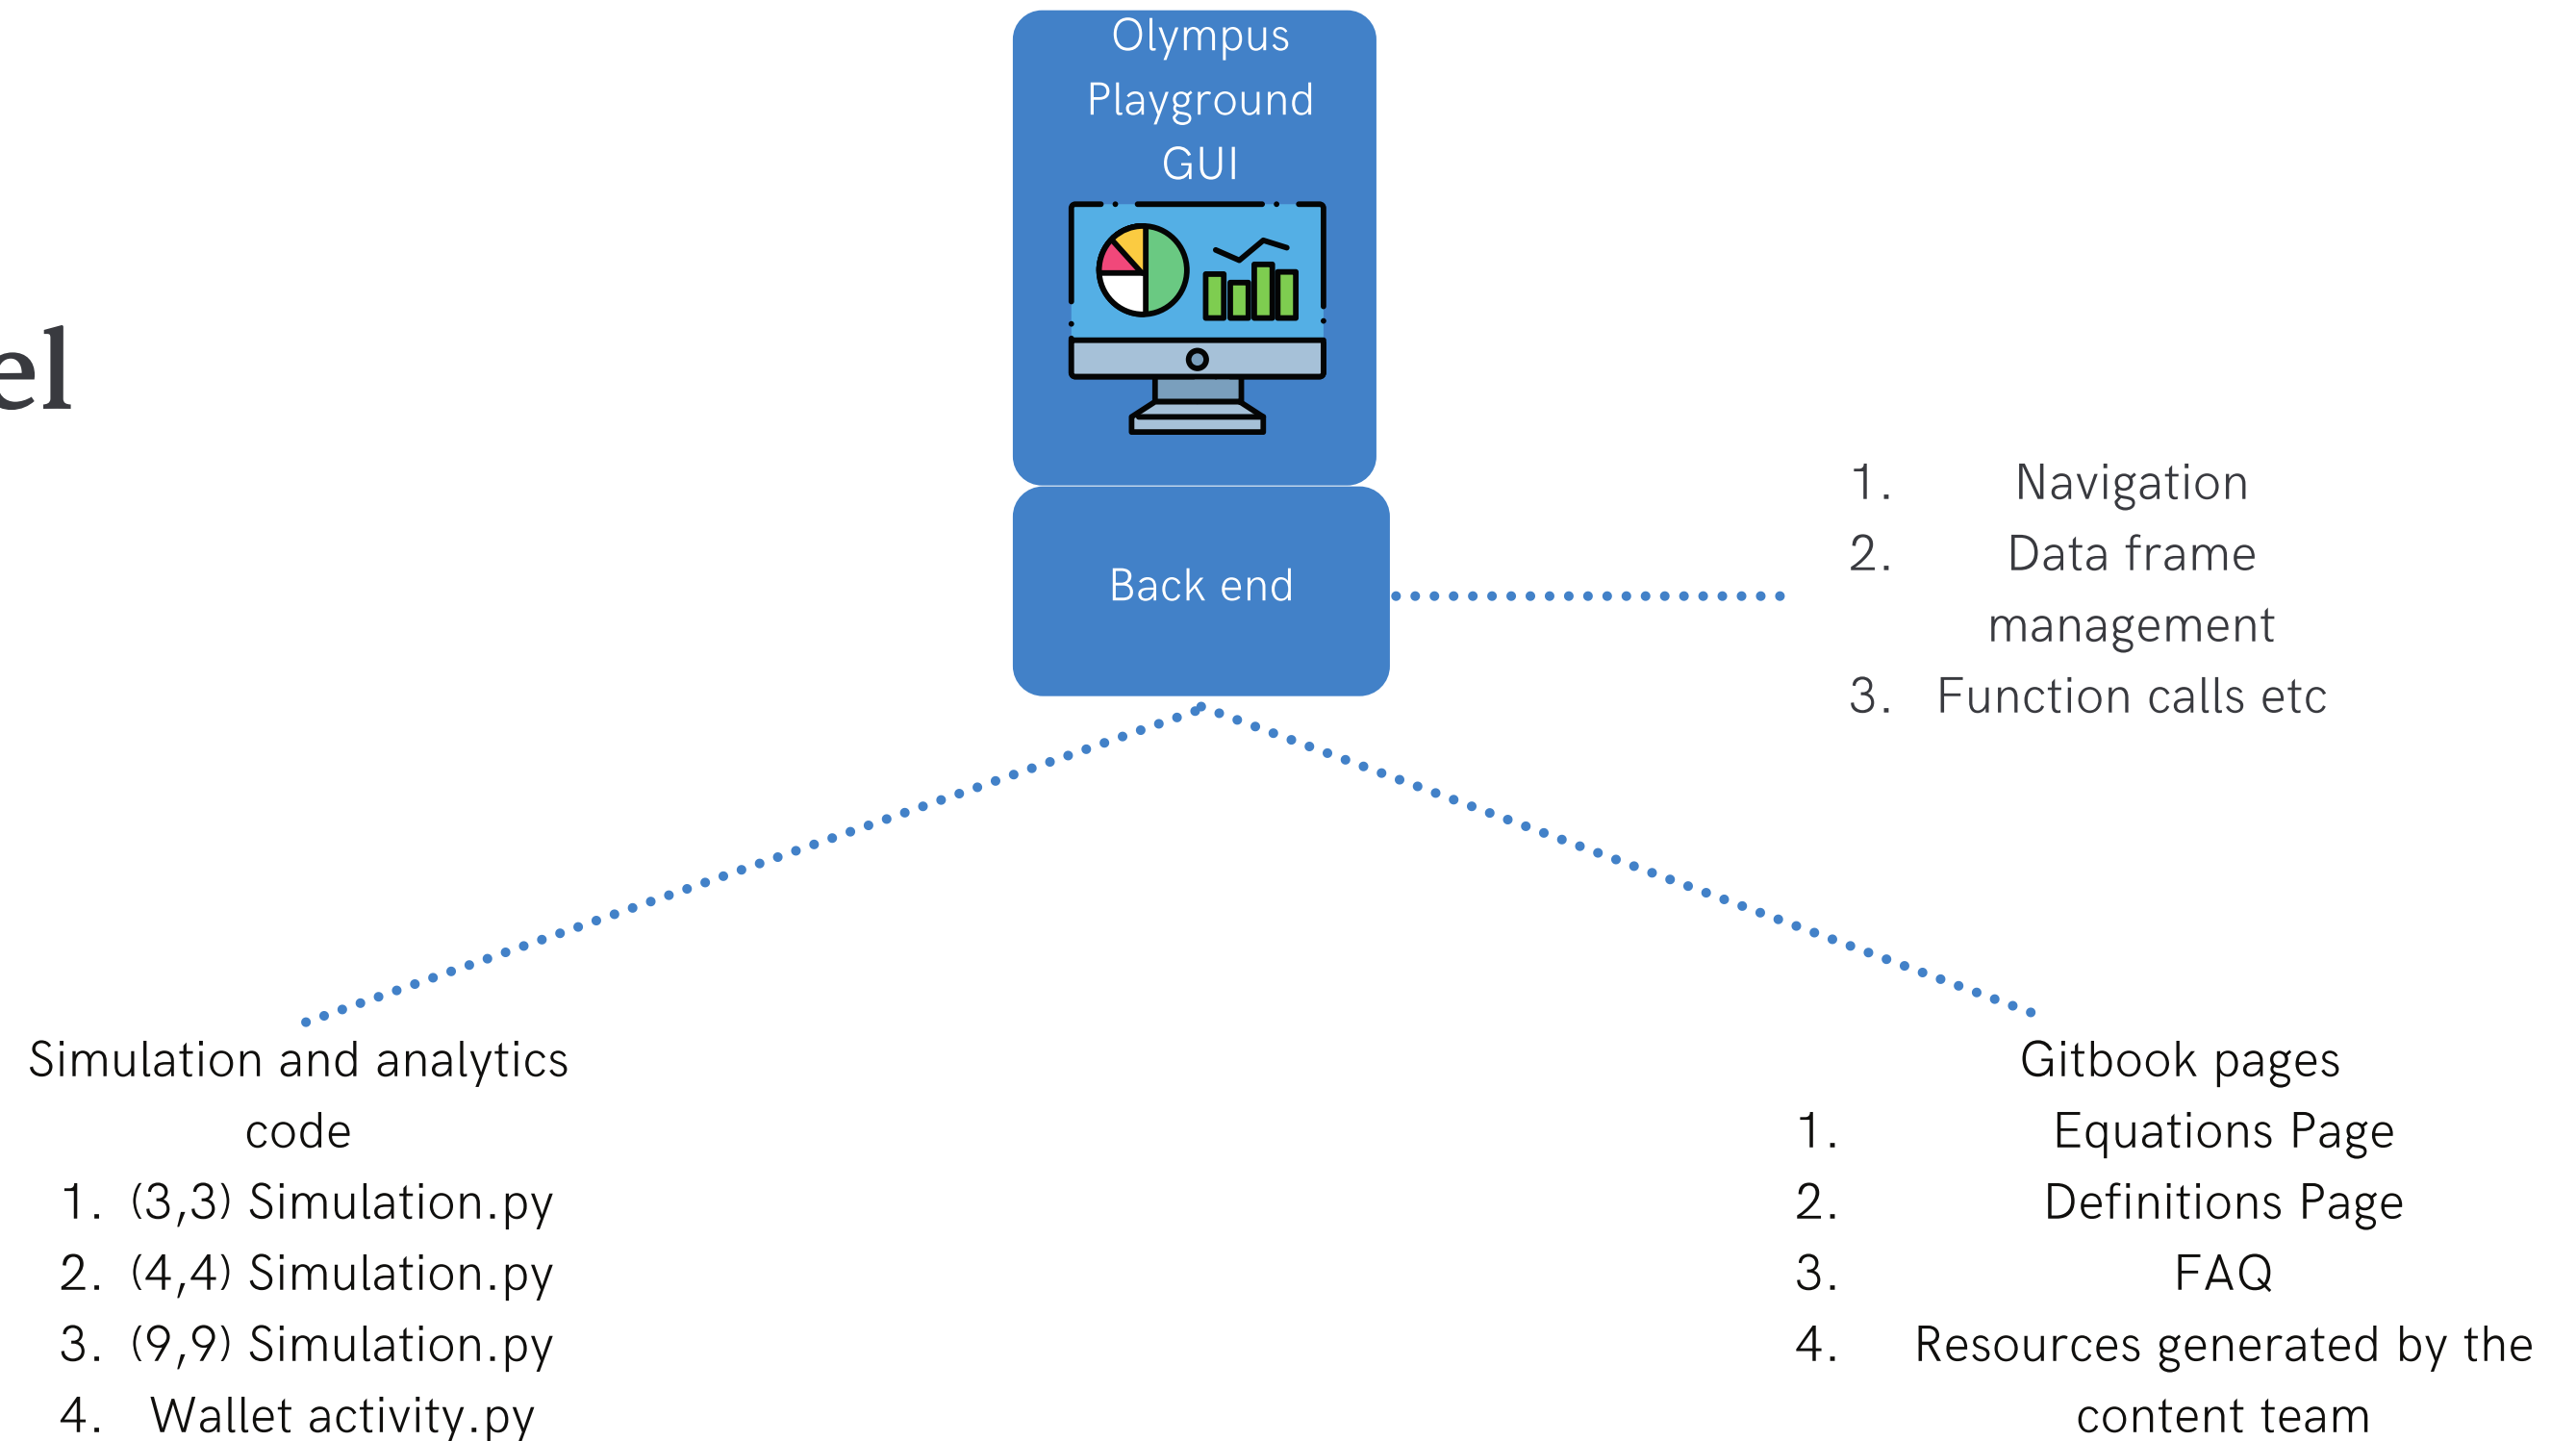 Olympus
Playground
GUI
el
Back end
1. Navigation
2. Data frame
management
3. Function calls etc
Simulation and analytics
code
1. (3,3) Simulation.py
2. (4,4) Simulation.py
3. (9,9) Simulation.py
4. Wallet activity.py
Gitbook pages
1. Equations Page
2. Definitions Page
3. FAQ
4. Resources generated by the
content team